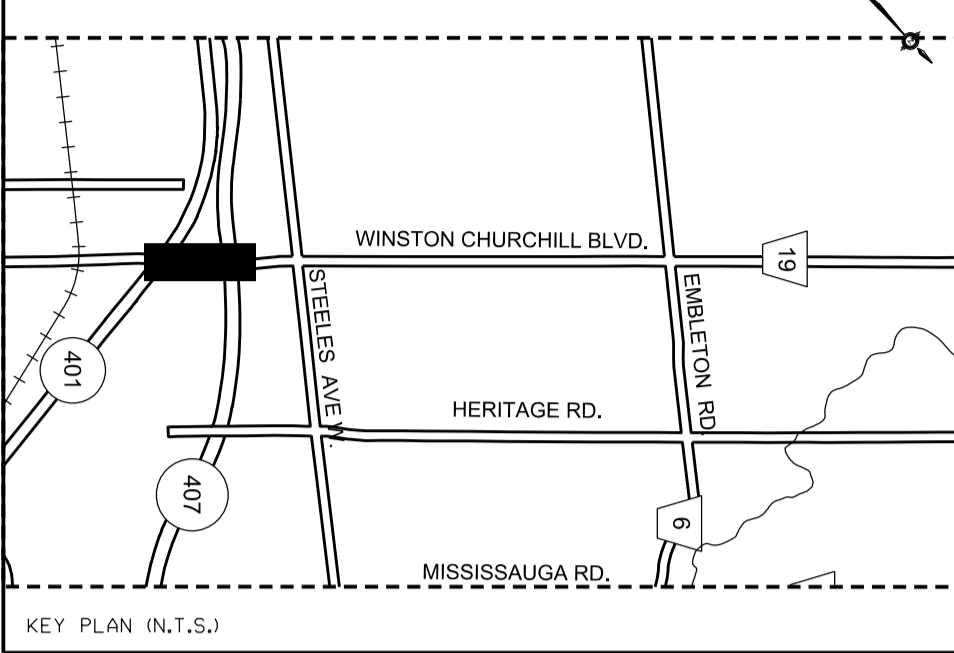 WINSTON CHURCHILL BLVD.
19
STEELES AVE W.
EMBLETON RD.
401
HERITAGE RD.
407
6
MISSISSAUGA RD.
KEY PLAN (N.T.S.)